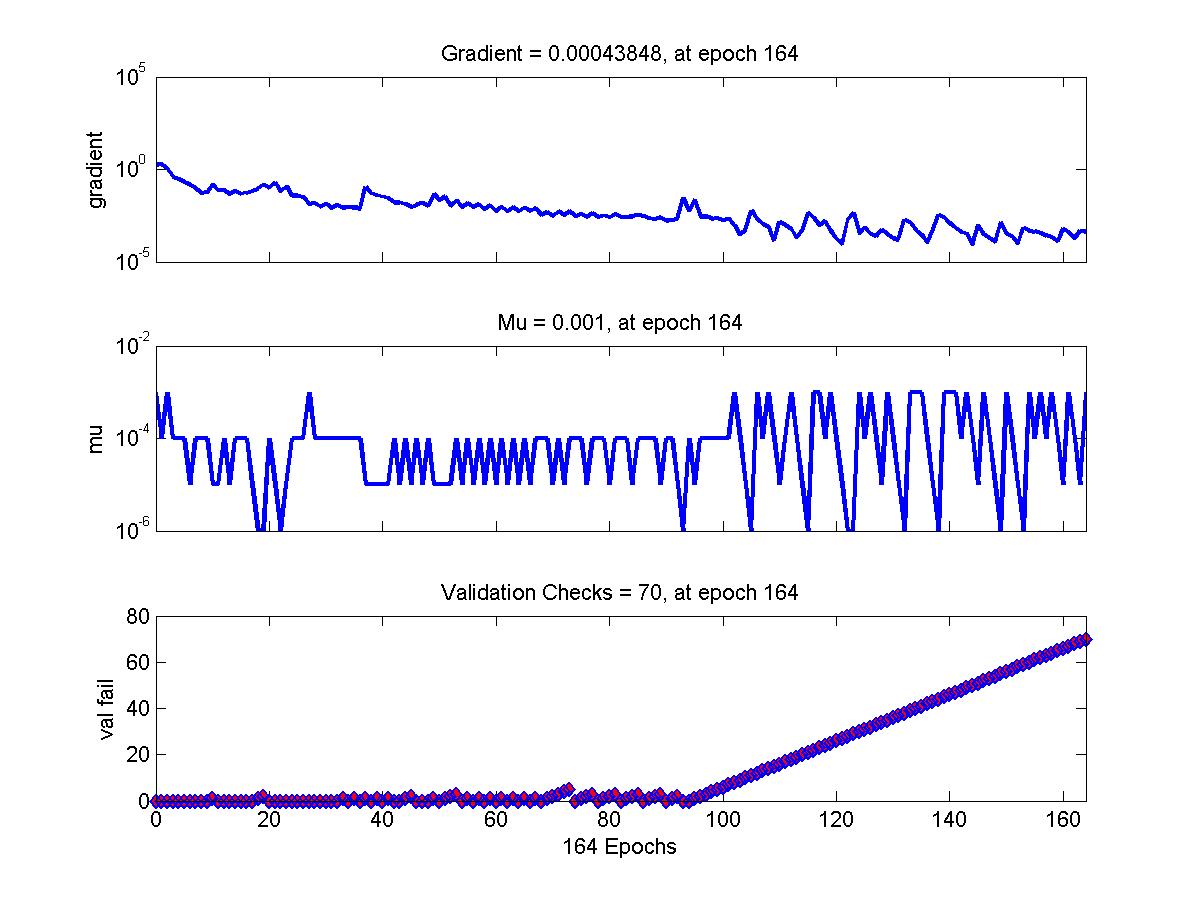 Gradient = 0.00043848, at epoch 164
10^5
10^0
10^-5
gradient
Mu = 0.001, at epoch 164
10^-2
10^-4
10^-6
mu
Validation Checks = 70, at epoch 164
80
60
40
20
0
val fail
0 20 40 60 80 100 120 140 160
164 Epochs